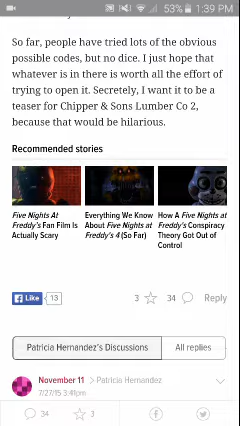 53% 1:39 PM
So far, people have tried lots of the obvious
possible codes, but no dice. I just hope that
whatever is in there is worth all the effort of
trying to open it. Secretely, I want it to be a
teaser for Chipper & Sons Lumber Co 2,
because that would be hilarious.
Recommended stories
Five Nights At
Freddy's Fan Film Is
Actually Scary
Everything We Know
About Five Nights at
Freddy's 4 (So Far)
How A Five Nights at
Freddy's Conspiracy
Theory Got Out of
Control
Like 13
3 34 Reply
Patricia Hernandez's Discussions
All replies
November 11 > Patricia Hernandez
7/27/15 3:41pm
34 3